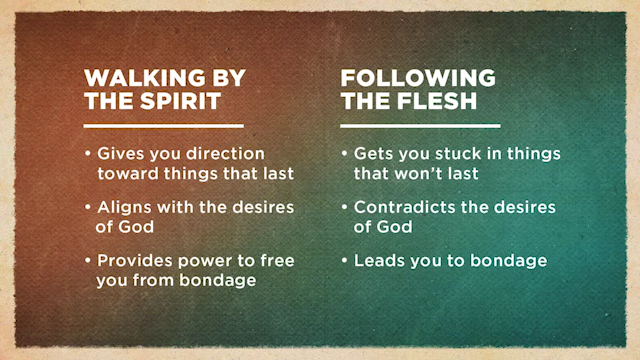 WALKING BY
THE SPIRIT
• Gives you direction
toward things that last
• Aligns with the desires
of God
• Provides power to free
you from bondage
FOLLOWING
THE FLESH
• Gets you stuck in things
that won’t last
• Contradicts the desires
of God
• Leads you to bondage